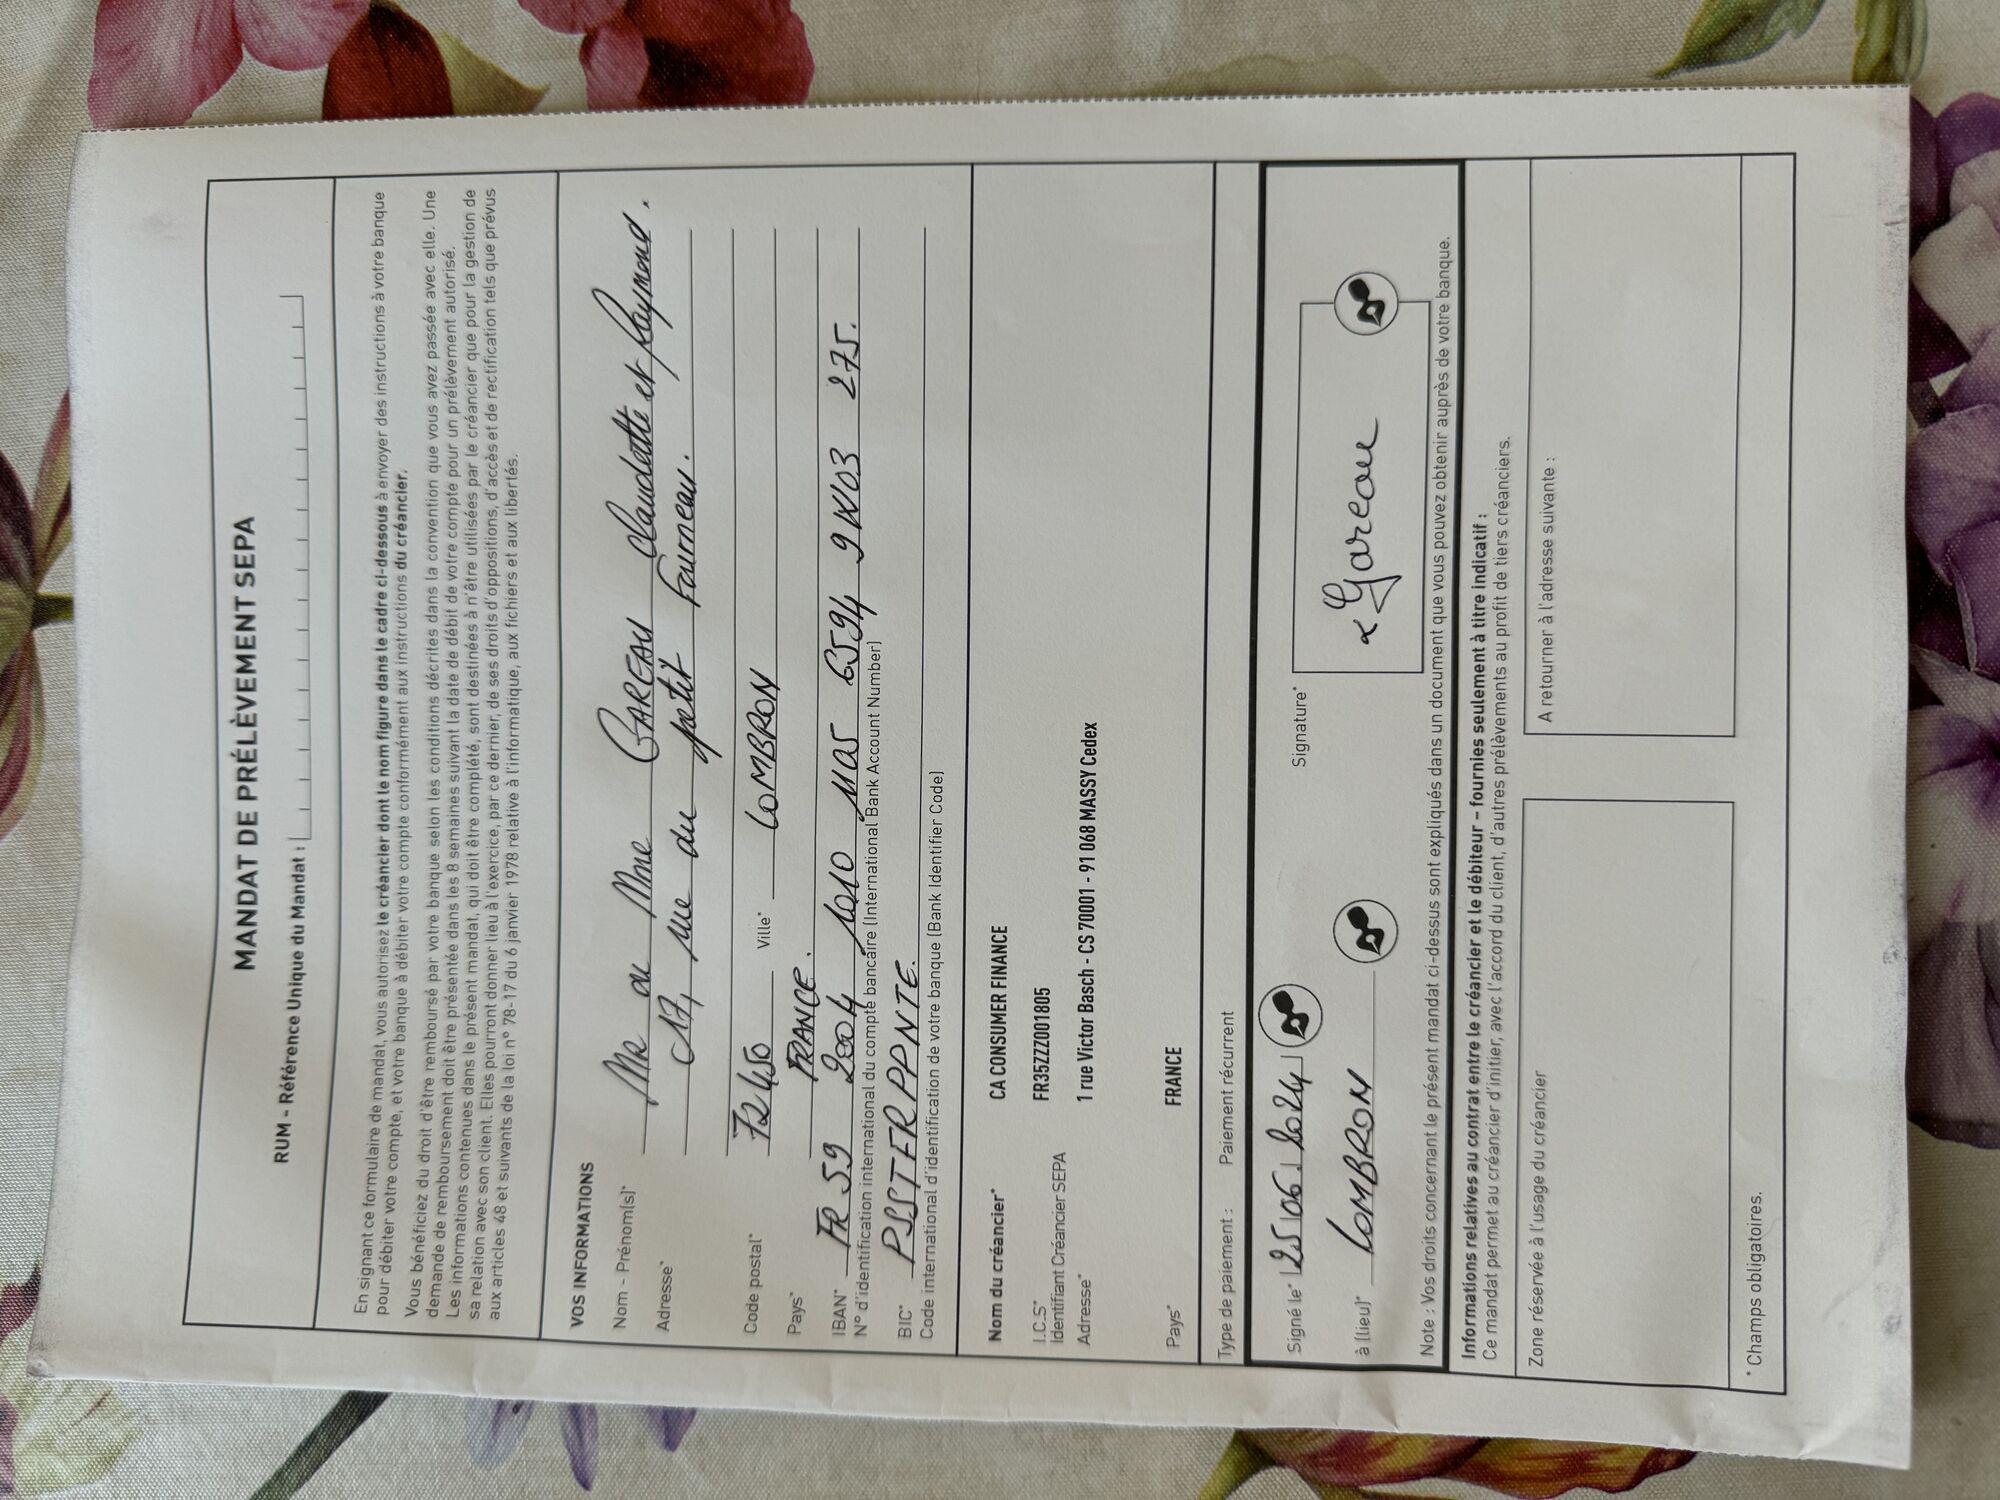 MANDAT DE PRÉLÈVEMENT SEPA
RUM - Référence Unique du Mandat :
En signant ce formulaire de mandat, vous autorisez le créancier dont le nom figure dans le cadre ci-dessous à envoyer des instructions à votre banque
pour débiter votre compte, et votre banque à débiter votre compte conformément aux instructions du créancier.
Vous bénéficiez du droit d'être remboursé par votre banque selon les conditions décrites dans la convention que vous avez passée avec elle. Une
demande de remboursement doit être présentée dans les 8 semaines suivant la date de débit de votre compte pour un prélèvement autorisé.
Les informations contenues dans le présent mandat, qui doit être complété, sont destinées à n'être utilisées par le créancier que pour la gestion de
sa relation avec son client. Elles pourront donner lieu à l'exercice, par ce dernier, de ses droits d'oppositions, d'accès et de rectification tels que prévus
aux articles 48 et suivants de la loi n° 78-17 du 6 janvier 1978 relative à l'informatique, aux fichiers et aux libertés.
VOS INFORMATIONS
Nom - Prénom(s)* Mr ou Mme GAREAU Claudette et Raymond.
Adresse* 17, rue du petit Fourneau.
Code postal* 72450 Ville* LOMBRON
Pays* FRANCE.
IBAN* FR 59 2004 1010 1105 6594 9 W03 275.
N° d'identification international du compte bancaire (International Bank Account Number)
BIC* PSSTFRPPNTE.
Code international d'identification de votre banque (Bank Identifier Code)
Nom du créancier* CA CONSUMER FINANCE
I.C.S* FR35ZZZ001805
Identifiant Créancier SEPA
Adresse* 1 rue Victor Basch - CS 70001 - 91 068 MASSY Cedex
Pays* FRANCE
Type de paiement : Paiement récurrent
Signé le* 25 06 2024 Signature* Gareau
à (lieu)* LOMBRON
Note : Vos droits concernant le présent mandat ci-dessus sont expliqués dans un document que vous pouvez obtenir auprès de votre banque.
Informations relatives au contrat entre le créancier et le débiteur - fournies seulement à titre indicatif :
Ce mandat permet au créancier d'initier, avec l'accord du client, d'autres prélèvements au profit de tiers créanciers.
Zone réservée à l'usage du créancier
A retourner à l'adresse suivante :
* Champs obligatoires.